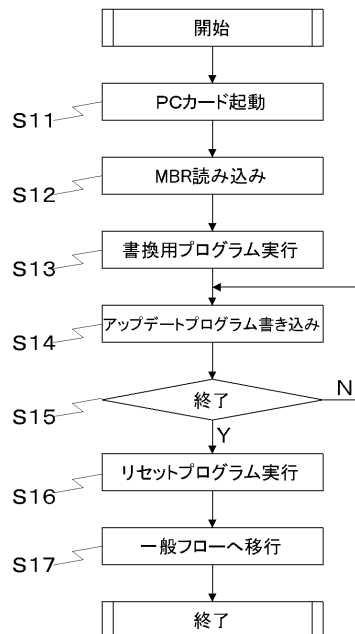 開始
S11
PCカード起動
S12
MBR読み込み
S13
書換用プログラム実行
S14
アップデートプログラム書き込み
S15
終了
N
Y
S16
リセットプログラム実行
S17
一般フローへ移行
終了